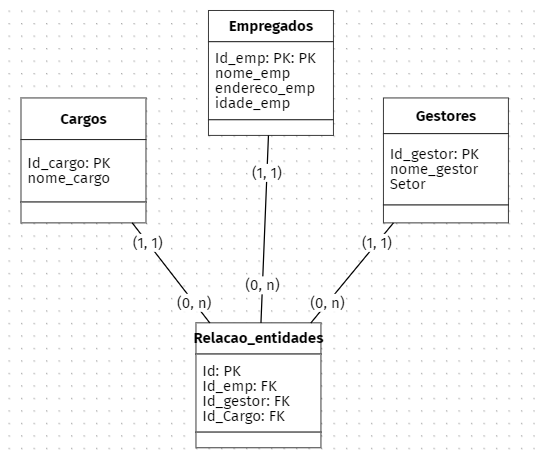 Empregados
Id_emp: PK: PK
nome_emp
endereco_emp
idade_emp
Cargos
Id_cargo: PK
nome_cargo
Gestores
Id_gestor: PK
nome_gestor
Setor
(1, 1)
(1, 1)
(1, 1)
(0, n)
(0, n)
(0, n)
Relacao_entidades
Id: PK
Id_emp: FK
Id_gestor: FK
Id_Cargo: FK